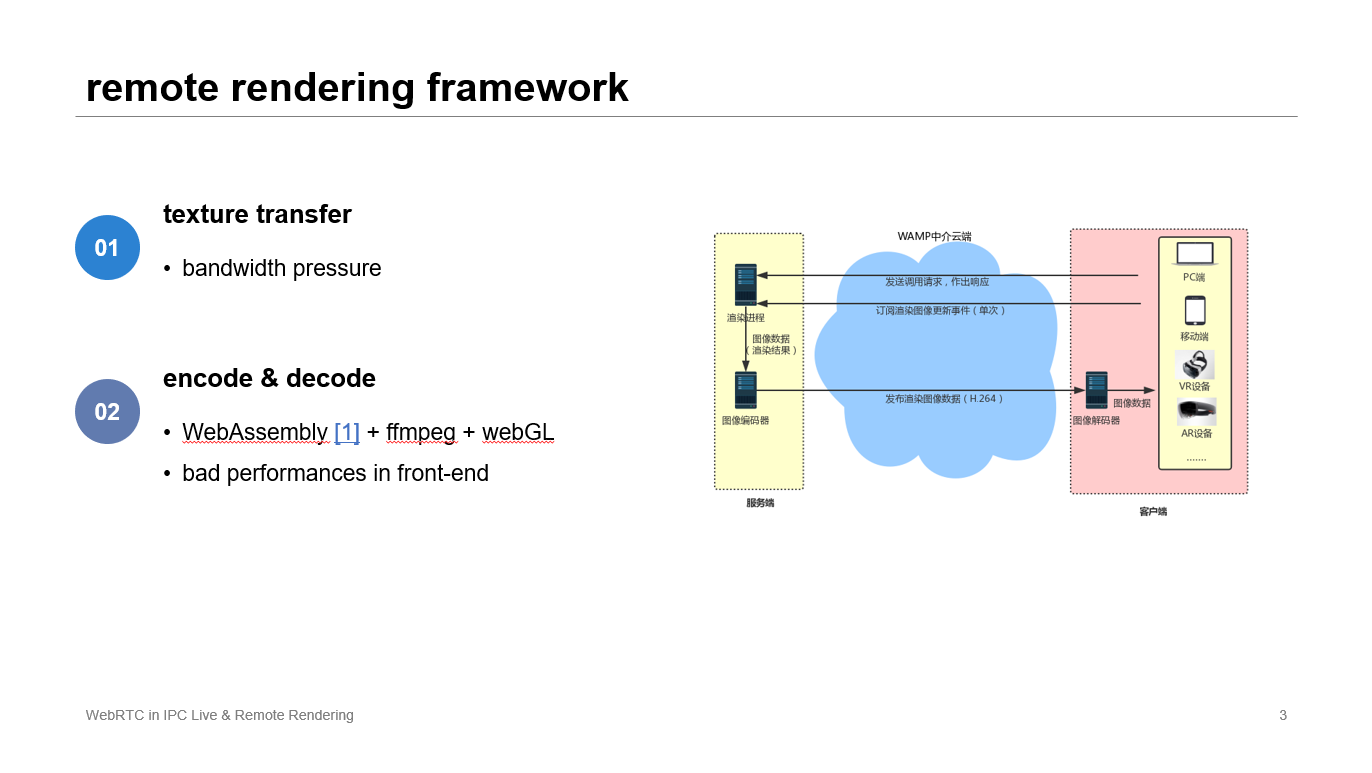 remote rendering framework
01
texture transfer
• bandwidth pressure
02
encode & decode
• WebAssembly [1] + ffmpeg + webGL
• bad performances in front-end
WAMP中介云端
发送调用请求，作出响应
订阅渲染图像更新事件（单次）
渲染进程
图像数据
（渲染结果）
发布渲染图像数据（H.264）
图像编码器
服务端
图像解码器
图像数据
PC端
移动端
VR设备
AR设备
.......
客户端
WebRTC in IPC Live & Remote Rendering
3